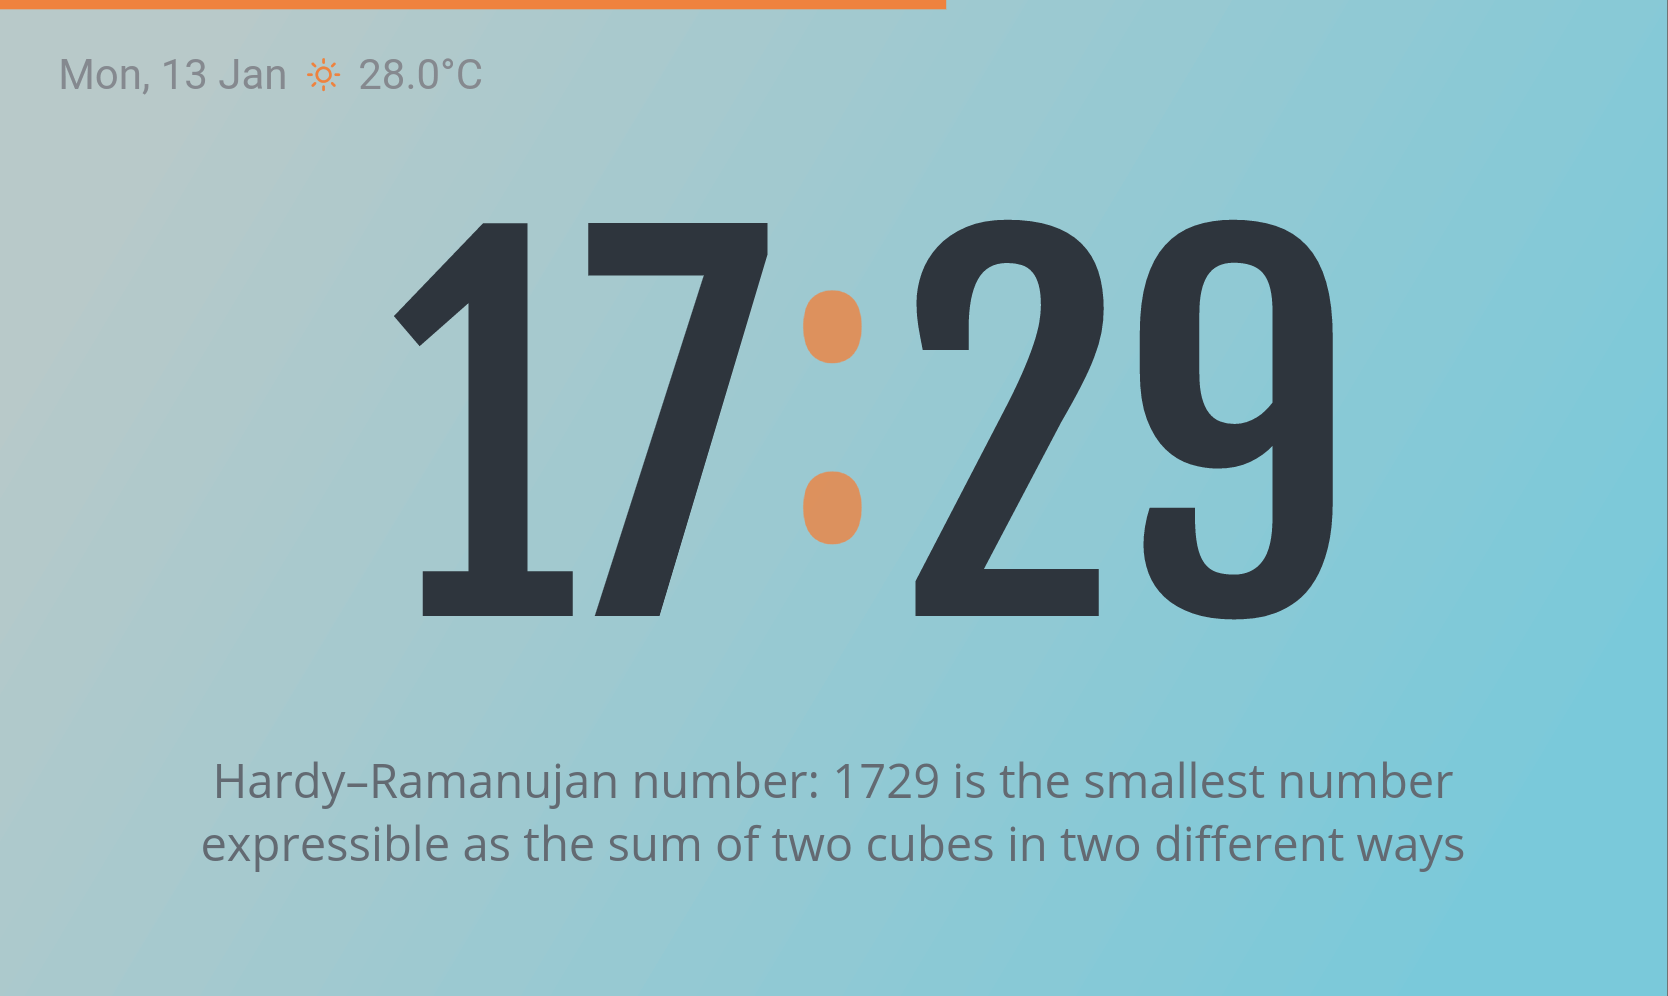 Mon, 13 Jan 28.0°C
17:29
Hardy–Ramanujan number: 1729 is the smallest number
expressible as the sum of two cubes in two different ways